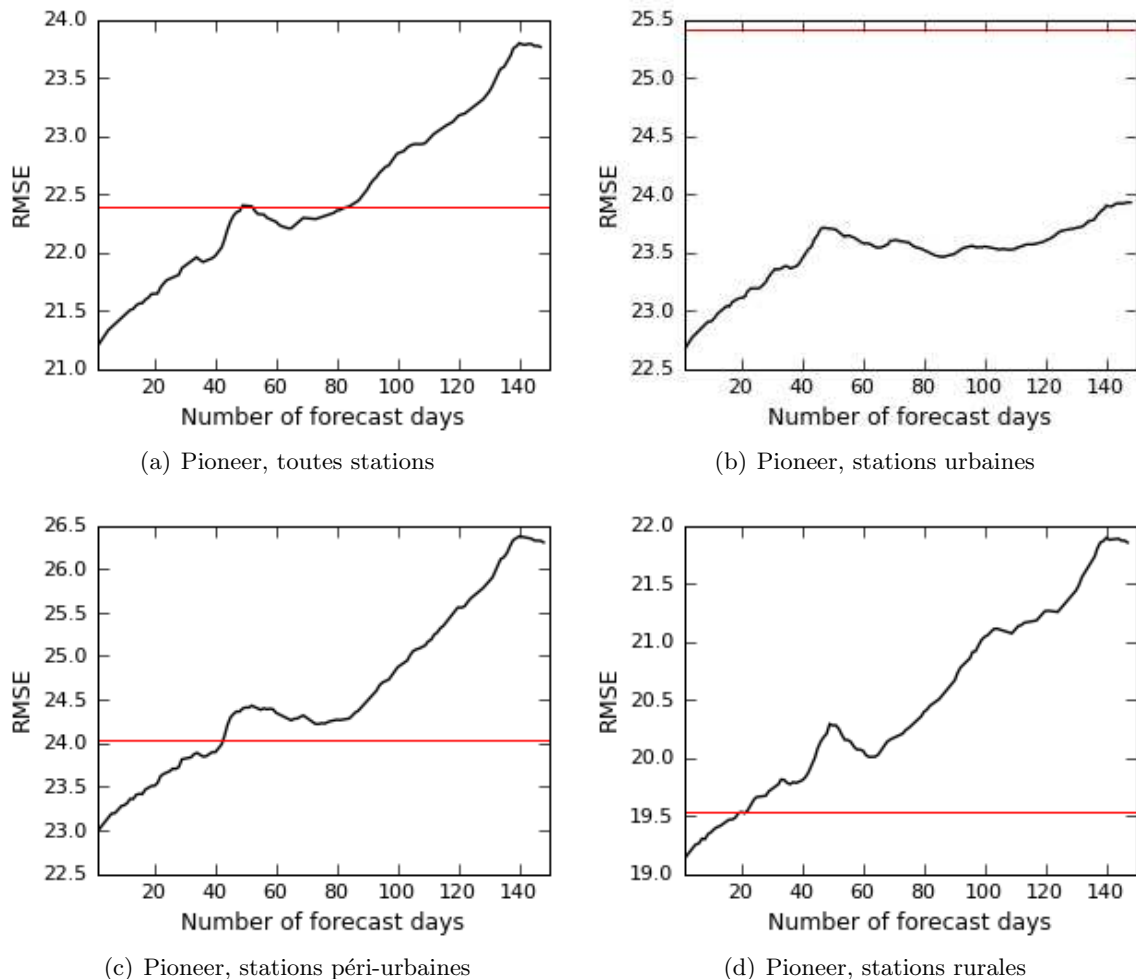 24.0
23.5
23.0
22.5
22.0
21.5
21.0
RMSE
20 40 60 80 100 120 140
Number of forecast days
(a) Pioneer, toutes stations
25.5
25.0
24.5
24.0
23.5
23.0
22.5
RMSE
20 40 60 80 100 120 140
Number of forecast days
(b) Pioneer, stations urbaines
26.5
26.0
25.5
25.0
24.5
24.0
23.5
23.0
22.5
RMSE
20 40 60 80 100 120 140
Number of forecast days
(c) Pioneer, stations péri-urbaines
22.0
21.5
21.0
20.5
20.0
19.5
19.0
RMSE
20 40 60 80 100 120 140
Number of forecast days
(d) Pioneer, stations rurales